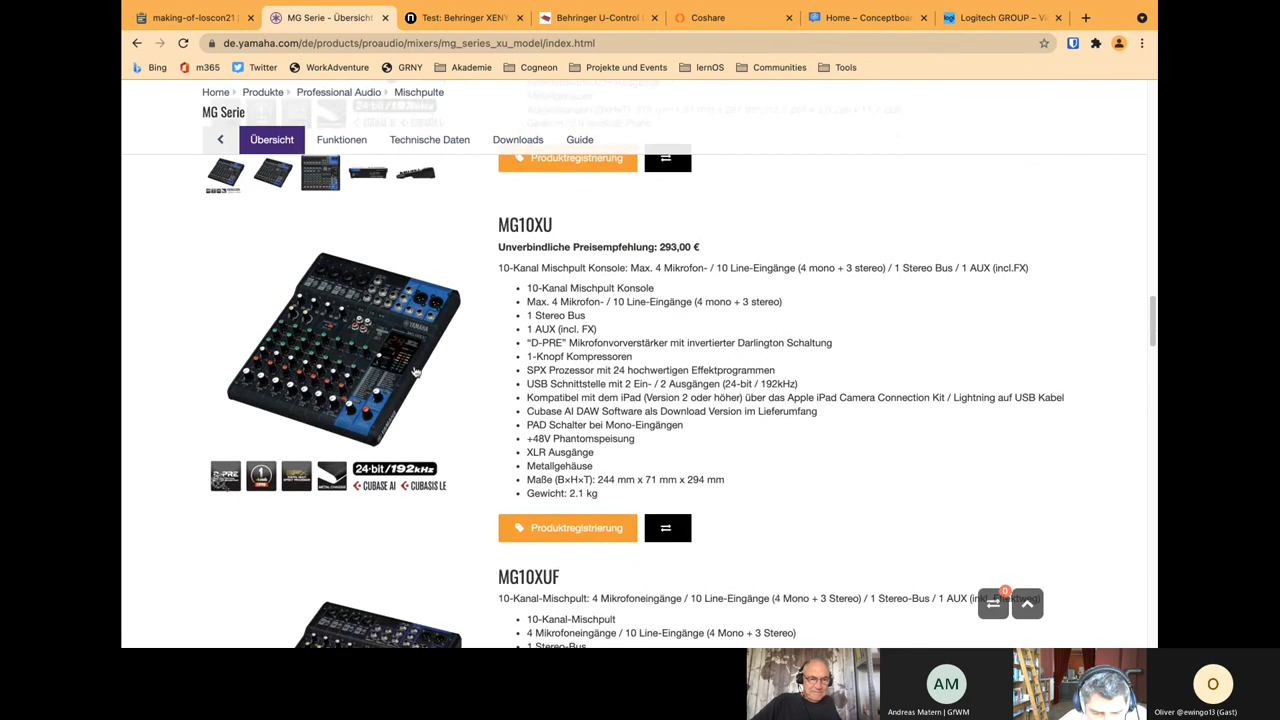 making-of-loscon21 |
MG Serie - Übersicht
Test: Behringer XENY
Behringer U-Control
Coshare
Home – Conceptboa
Logitech GROUP – Vi
de.yamaha.com/de/products/proaudio/mixers/mg_series_xu_model/index.html
Bing
m365
Twitter
WorkAdventure
GRNY
Akademie
Cogneon
Projekte und Events
lernOS
Communities
Tools
Home > Produkte > Professional Audio > Mischpulte
MG Serie
Übersicht
Funktionen
Technische Daten
Downloads
Guide
Produktregistrierung
MG10XU
Unverbindliche Preisempfehlung: 293,00 €
10-Kanal Mischpult Konsole: Max. 4 Mikrofon- / 10 Line-Eingänge (4 mono + 3 stereo) / 1 Stereo Bus / 1 AUX (incl.FX)
• 10-Kanal Mischpult Konsole
• Max. 4 Mikrofon- / 10 Line-Eingänge (4 mono + 3 stereo)
• 1 Stereo Bus
• 1 AUX (incl. FX)
• “D-PRE” Mikrofonvorverstärker mit invertierter Darlington Schaltung
• 1-Knopf Kompressoren
• SPX Prozessor mit 24 hochwertigen Effektprogrammen
• USB Schnittstelle mit 2 Ein- / 2 Ausgängen (24-bit / 192kHz)
• Kompatibel mit dem iPad (Version 2 oder höher) über das Apple iPad Camera Connection Kit / Lightning auf USB Kabel
• Cubase AI DAW Software als Download Version im Lieferumfang
• PAD Schalter bei Mono-Eingängen
• +48V Phantomspeisung
• XLR Ausgänge
• Metallgehäuse
• Maße (B×H×T): 244 mm x 71 mm x 294 mm
• Gewicht: 2.1 kg
24-bit/192kHz
CUBASE AI CUBASIS LE
Produktregistrierung
MG10XUF
10-Kanal-Mischpult: 4 Mikrofoneingänge / 10 Line-Eingänge (4 Mono + 3 Stereo) / 1 Stereo-Bus / 1 AUX (inkl. Effektweg)
• 10-Kanal-Mischpult
• 4 Mikrofoneingänge / 10 Line-Eingänge (4 Mono + 3 Stereo)
• 1 Stereo-Bus
0
AM
Andreas Matern | GfWM
O
Oliver @ewingo13 (Gast)